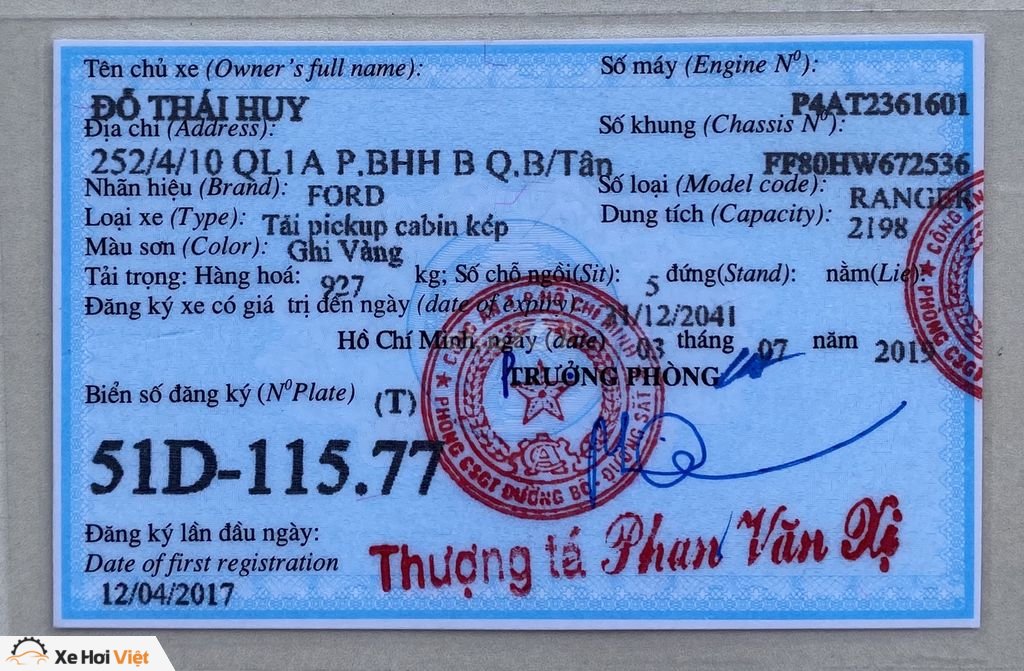 Tên chủ xe (Owner's full name):
ĐỖ THÁI HUY
Địa chỉ (Address):
252/4/10 QL1A P.BHH B Q.B/Tân
Số máy (Engine Nº):
P4AT2361601
Số khung (Chassis Nº):
FF80HW672536
Nhãn hiệu (Brand): FORD
Số loại (Model code): RANGER
Loại xe (Type): Tải pickup cabin kép
Dung tích (Capacity): 2198
Màu sơn (Color): Ghi Vàng
Tải trọng: Hàng hoá: 927 kg; Số chỗ ngồi(Sit): 5 đứng(Stand): nằm(Lie):
Đăng ký xe có giá trị đến ngày (date of expiry) 31/12/2041
Hồ Chí Minh, ngày (date) 03 tháng 07 năm 2019
TRƯỞNG PHÒNG
Biển số đăng ký (NºPlate) (T)
51D-115.77
PHÒNG CSGT ĐƯỜNG BỘ ĐƯỜNG SẮT
Đăng ký lần đầu ngày:
Date of first registration
12/04/2017
Thượng tá Phan Văn Xị
Xe Hơi Việt